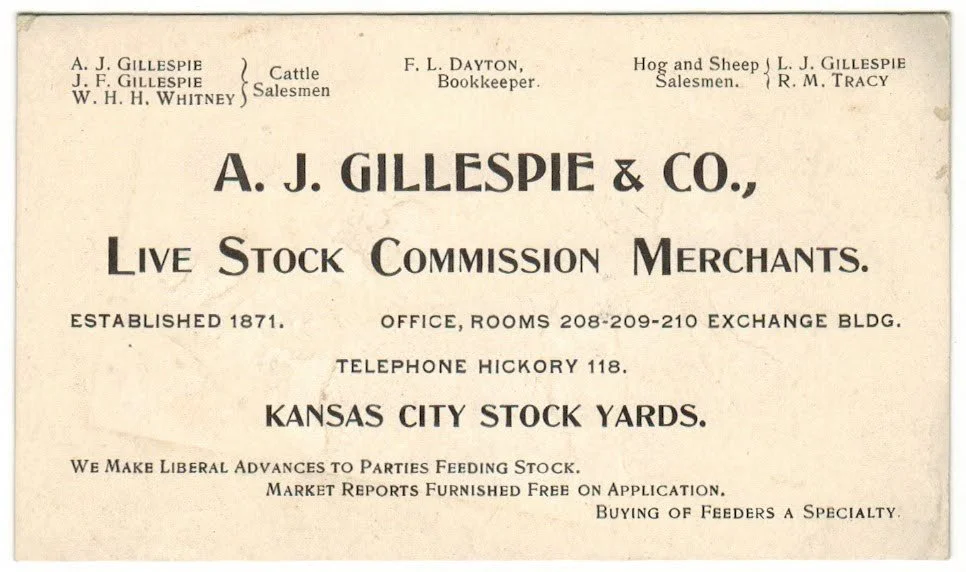 A. J. GILLESPIE
J. F. GILLESPIE
W. H. H. WHITNEY
Cattle
Salesmen
F. L. DAYTON,
Bookkeeper.
Hog and Sheep
Salesmen.
L. J. GILLESPIE
R. M. TRACY
A. J. GILLESPIE & CO.,
LIVE STOCK COMMISSION MERCHANTS.
ESTABLISHED 1871. OFFICE, ROOMS 208-209-210 EXCHANGE BLDG.
TELEPHONE HICKORY 118.
KANSAS CITY STOCK YARDS.
WE MAKE LIBERAL ADVANCES TO PARTIES FEEDING STOCK.
MARKET REPORTS FURNISHED FREE ON APPLICATION.
BUYING OF FEEDERS A SPECIALTY.